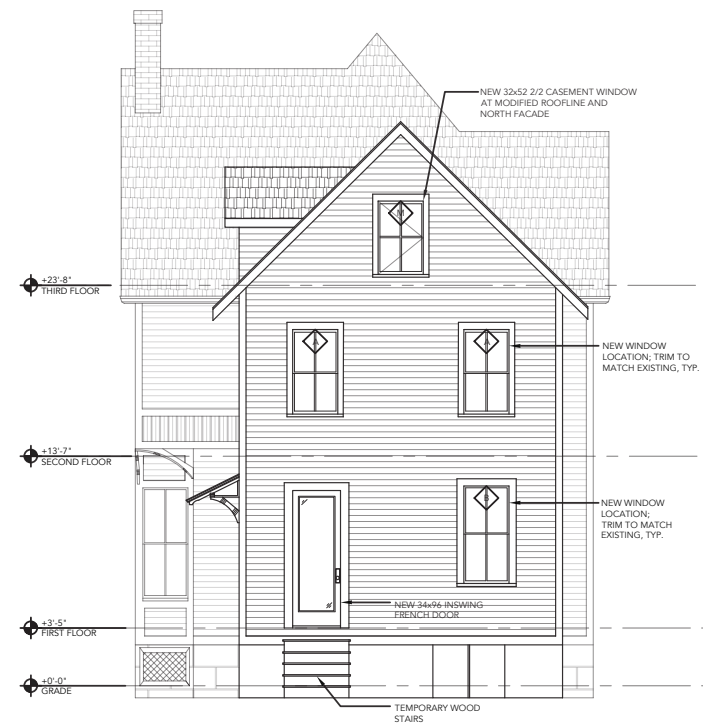 NEW 32x52 2/2 CASEMENT WINDOW
AT MODIFIED ROOFLINE AND
NORTH FACADE
M
+23'-8"
THIRD FLOOR
A
A
NEW WINDOW
LOCATION; TRIM TO
MATCH EXISTING, TYP.
+13'-7"
SECOND FLOOR
B
NEW WINDOW
LOCATION;
TRIM TO MATCH
EXISTING, TYP.
NEW 34x96 INSWING
FRENCH DOOR
+3'-5"
FIRST FLOOR
+0'-0"
GRADE
TEMPORARY WOOD
STAIRS